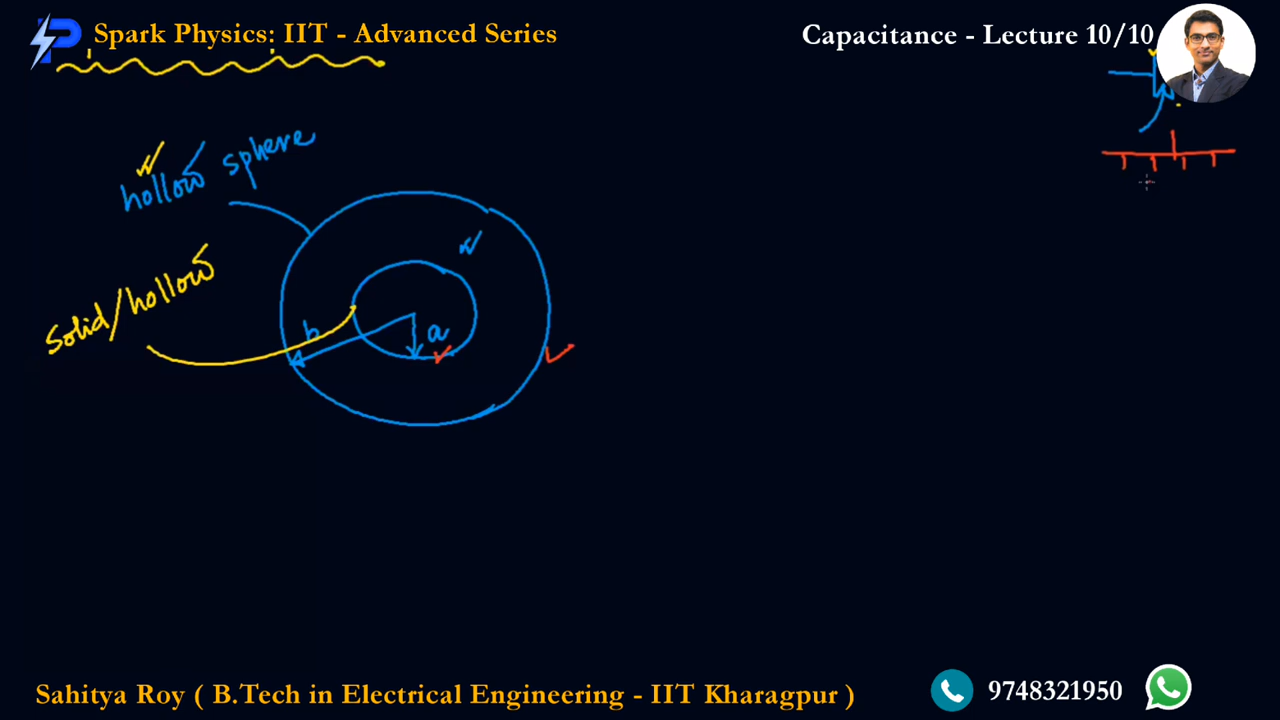 Spark Physics: IIT - Advanced Series
Capacitance - Lecture 10/10
hollow sphere
Solid/hollow
b
a
Sahitya Roy ( B.Tech in Electrical Engineering - IIT Kharagpur )
9748321950